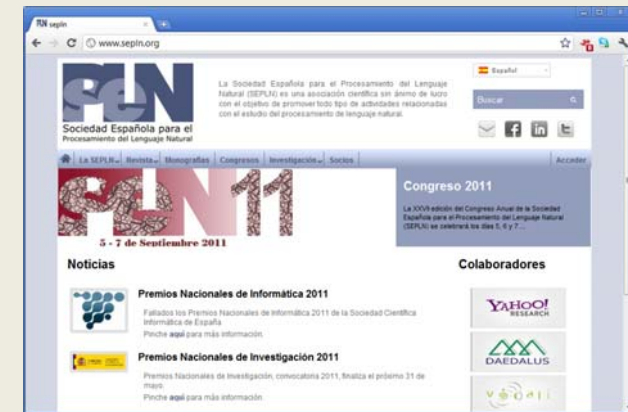 sepln
www.sepln.org
SEPLN
Sociedad Española para el
Procesamiento del Lenguaje Natural
La Sociedad Española para el Procesamiento del Lenguaje
Natural (SEPLN) es una asociación científica sin ánimo de lucro
con el objetivo de promover todo tipo de actividades relacionadas
con el estudio del procesamiento de lenguaje natural.
Español
Buscar
La SEPLN
Revista
Monografías
Congresos
Investigación
Socios
Acceder
SEPLN 11
5 - 7 de Septiembre 2011
Congreso 2011
La XXVII edición del Congreso Anual de la Sociedad
Española para el Procesamiento del Lenguaje Natural
(SEPLN) se celebrará los días 5, 6 y 7 ...
Noticias
Premios Nacionales de Informática 2011
Fallados los Premios Nacionales de Informática 2011 de la Sociedad Científica
Informática de España.
Pinche aquí para más información.
Premios Nacionales de Investigación 2011
Premios Nacionales de Investigación, convocatoria 2011, finaliza el próximo 31 de
mayo.
Pinche aquí para más información.
Colaboradores
YAHOO!
RESEARCH
DAEDALUS